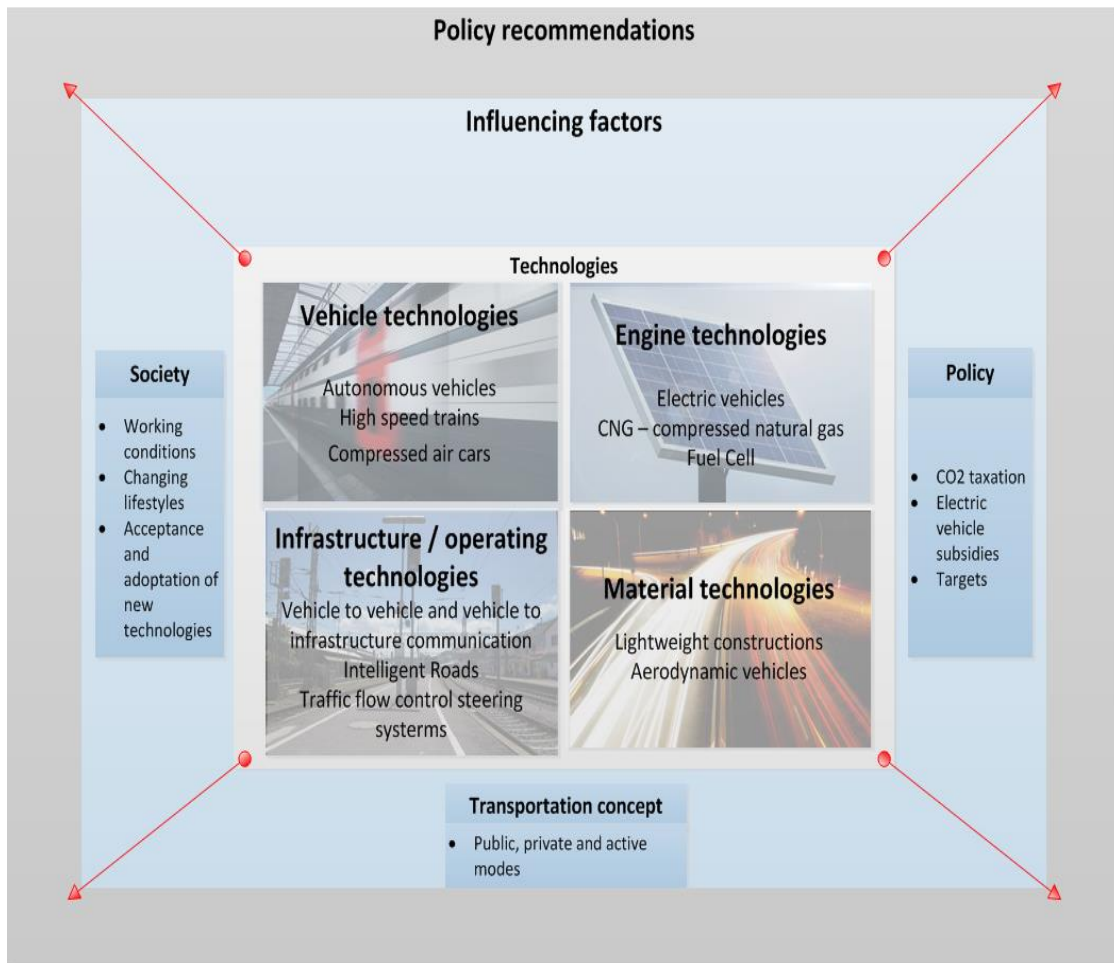 Policy recommendations
Influencing factors
Technologies
Vehicle technologies
Autonomous vehicles
High speed trains
Compressed air cars
Engine technologies
Electric vehicles
CNG – compressed natural gas
Fuel Cell
Infrastructure / operating
technologies
Vehicle to vehicle and vehicle to
infrastructure communication
Intelligent Roads
Traffic flow control steering
systerms
Material technologies
Lightweight constructions
Aerodynamic vehicles
Society
• Working
conditions
• Changing
lifestyles
• Acceptance
and
adoptation of
new
technologies
Policy
• CO2 taxation
• Electric
vehicle
subsidies
• Targets
Transportation concept
• Public, private and active
modes